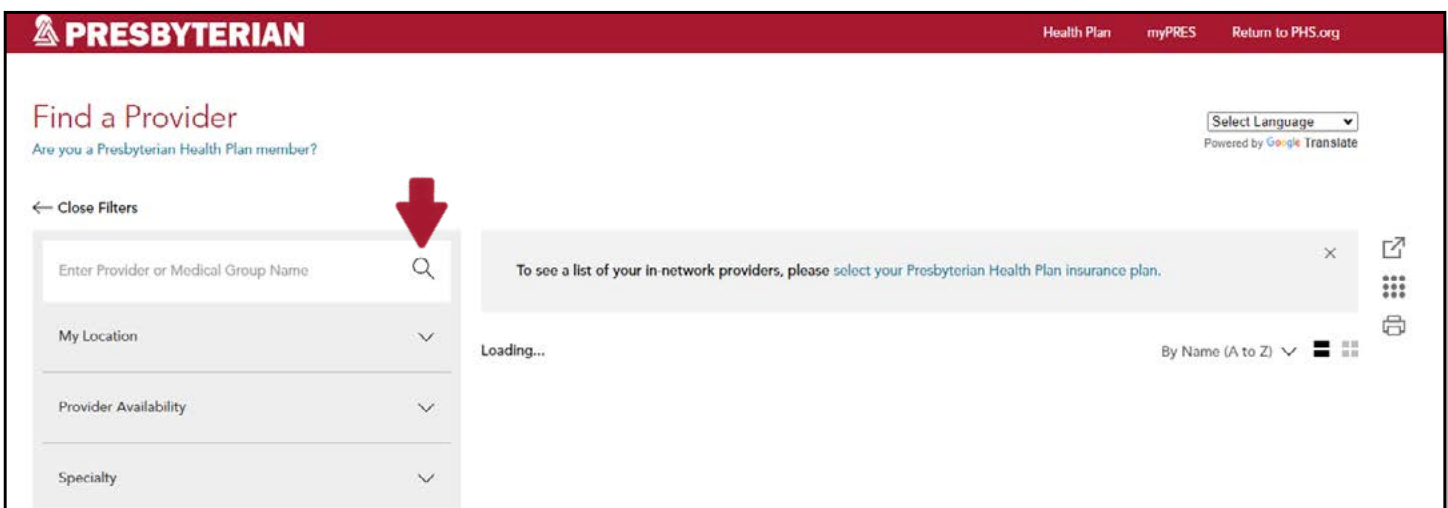 PRESBYTERIAN
Health Plan myPRES Return to PHS.org
Find a Provider
Are you a Presbyterian Health Plan member?
Select Language
Powered by Google Translate
Close Filters
Enter Provider or Medical Group Name
My Location
Provider Availability
Specialty
To see a list of your in-network providers, please select your Presbyterian Health Plan insurance plan.
Loading...
By Name (A to Z)